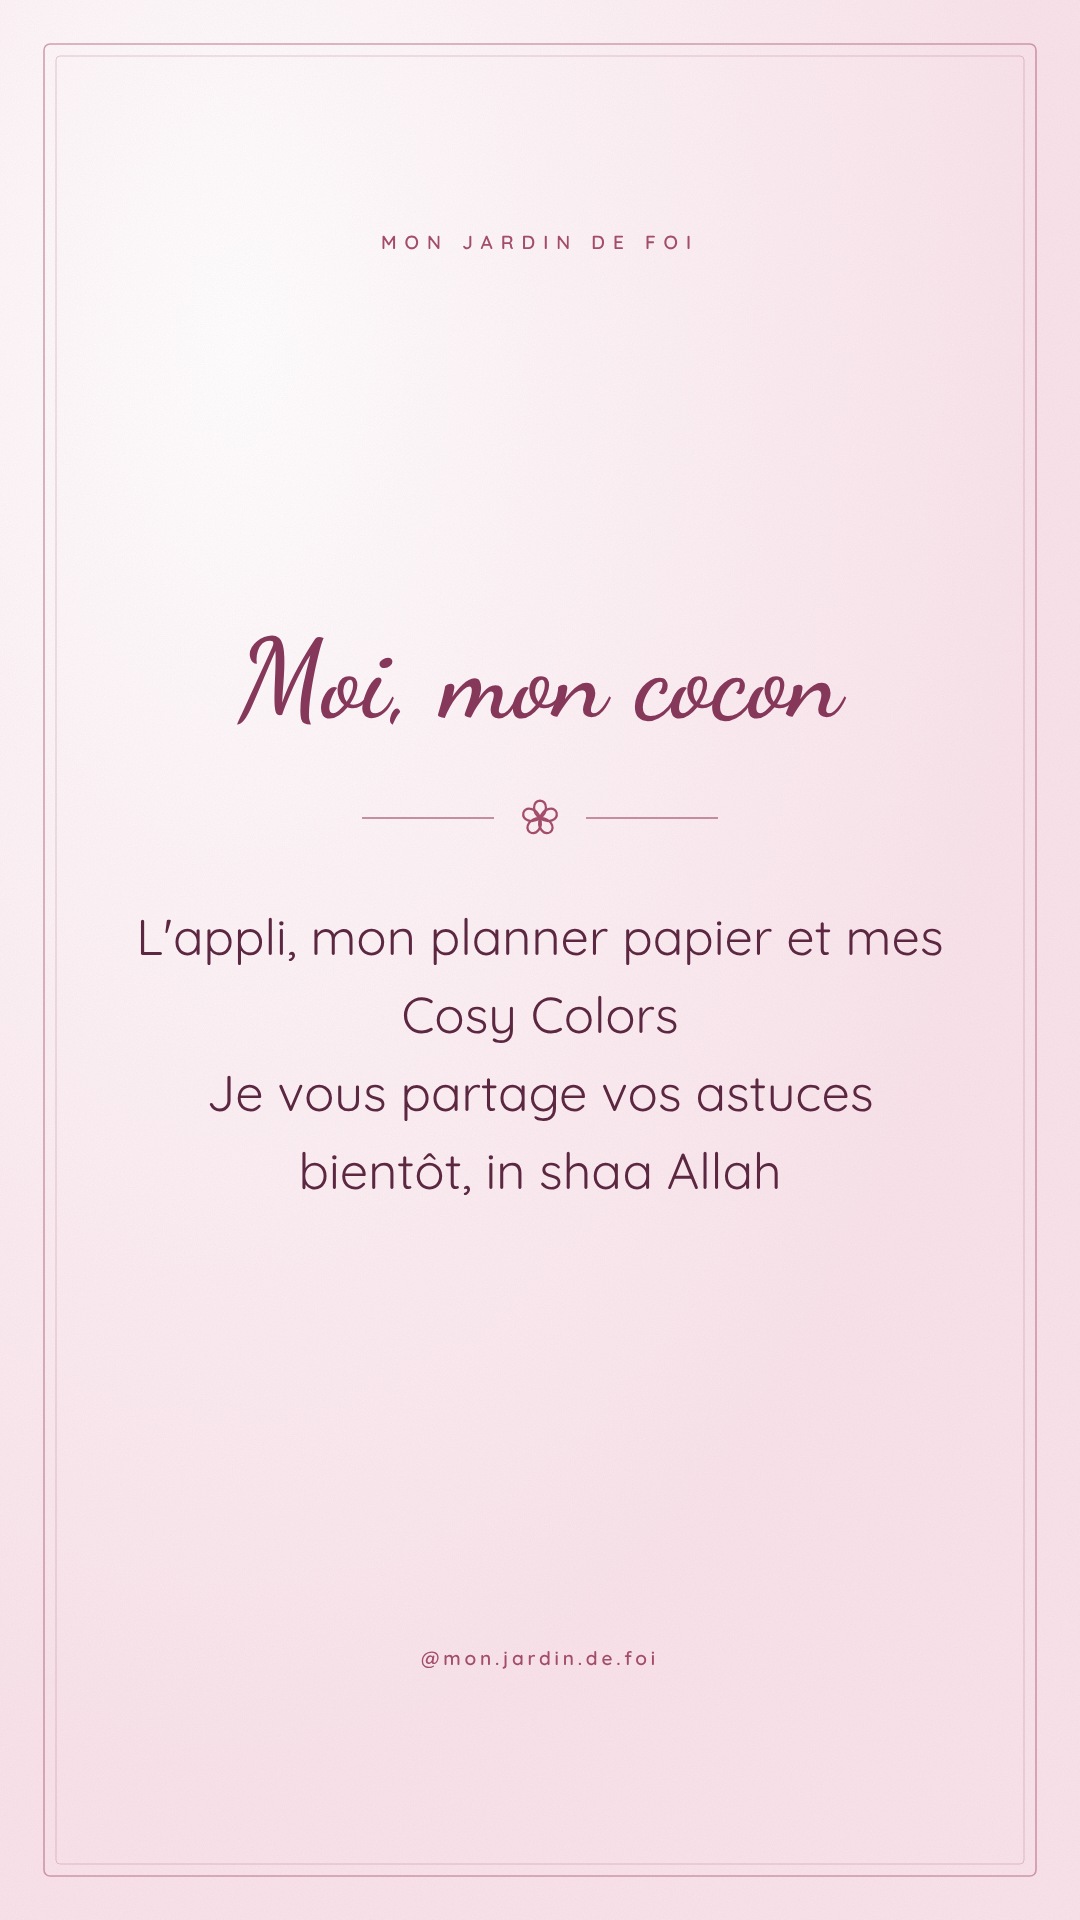 MON JARDIN DE FOI
Moi, mon cocon
L'appli, mon planner papier et mes
Cosy Colors
Je vous partage vos astuces
bientôt, in shaa Allah
@mon.jardin.de.foi